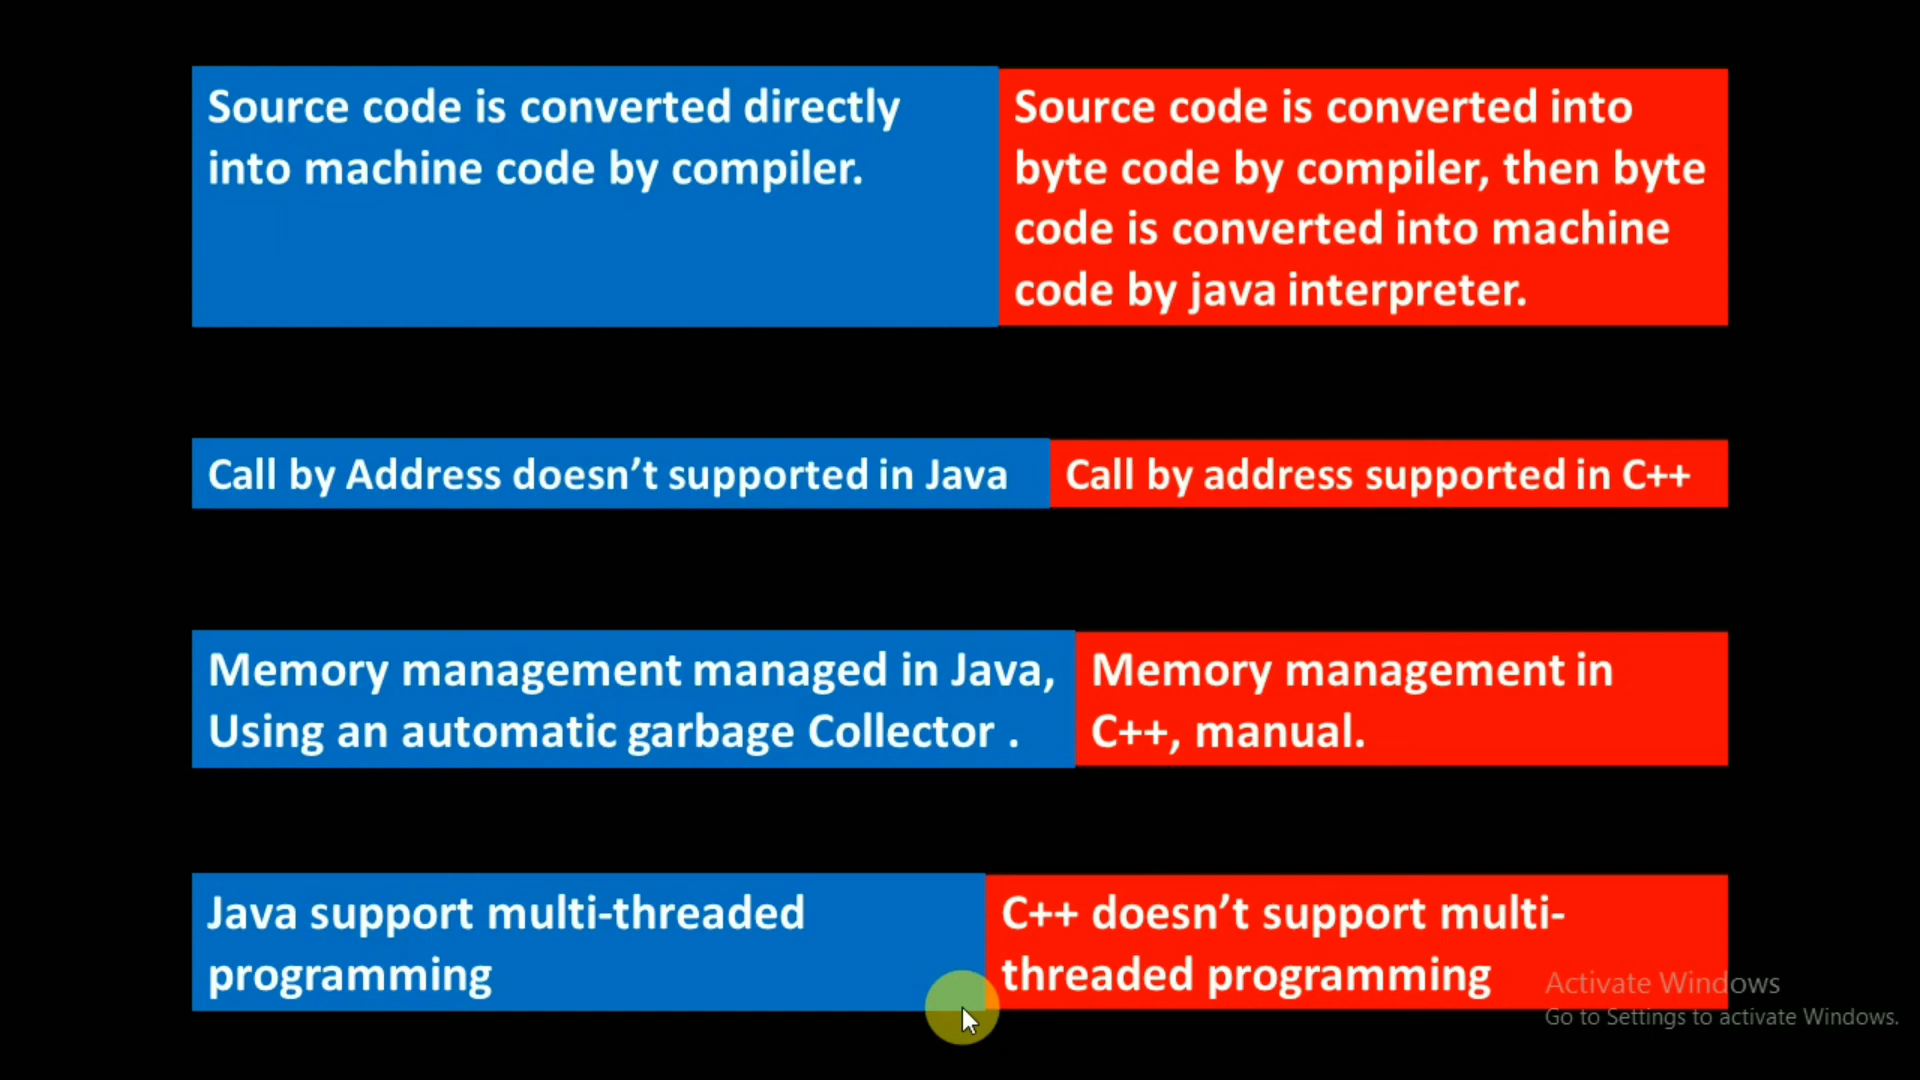 Source code is converted directly
into machine code by compiler.
Source code is converted into
byte code by compiler, then byte
code is converted into machine
code by java interpreter.
Call by Address doesn’t supported in Java
Call by address supported in C++
Memory management managed in Java,
Using an automatic garbage Collector .
Memory management in
C++, manual.
Java support multi-threaded
programming
C++ doesn’t support multi-
threaded programming
Activate Windows
Go to Settings to activate Windows.